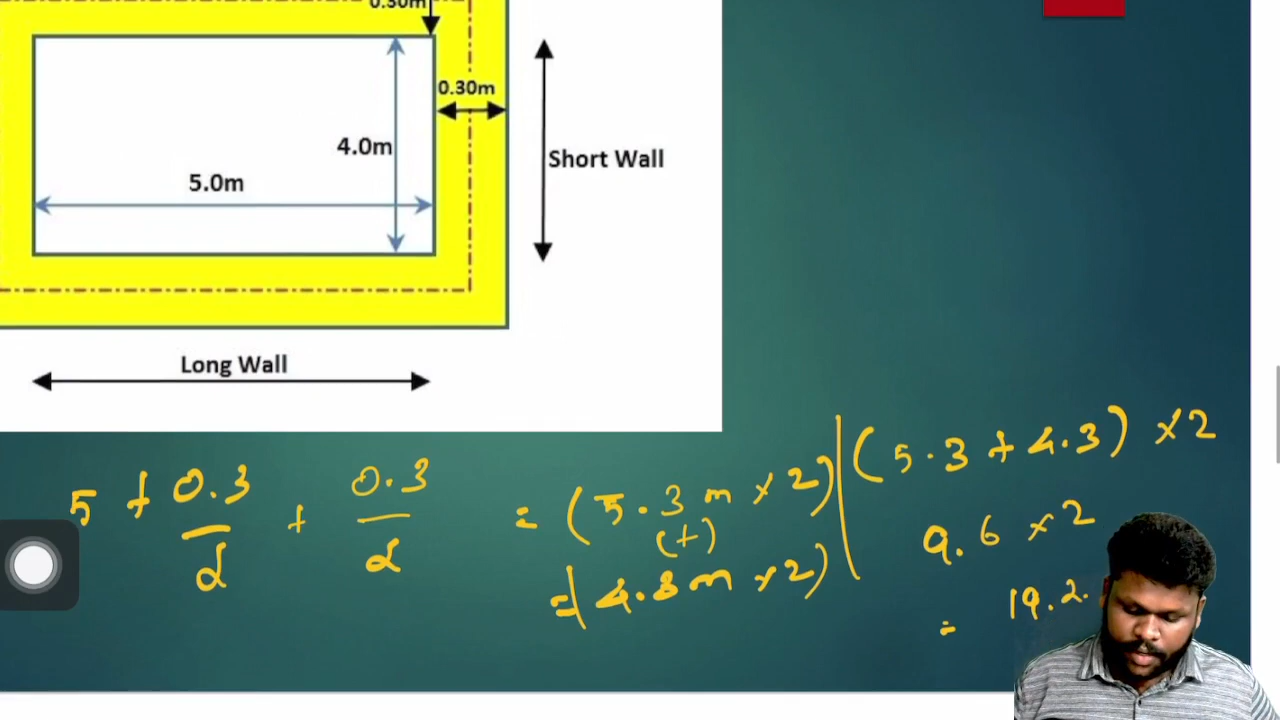 0.30m
0.30m
4.0m
Short Wall
5.0m
Long Wall
5 + 0.3/2 + 0.3/2 = (5.3 m × 2)
(+)
=(4.3m × 2)
(5.3 + 4.3) × 2
9.6 × 2
= 19.2.